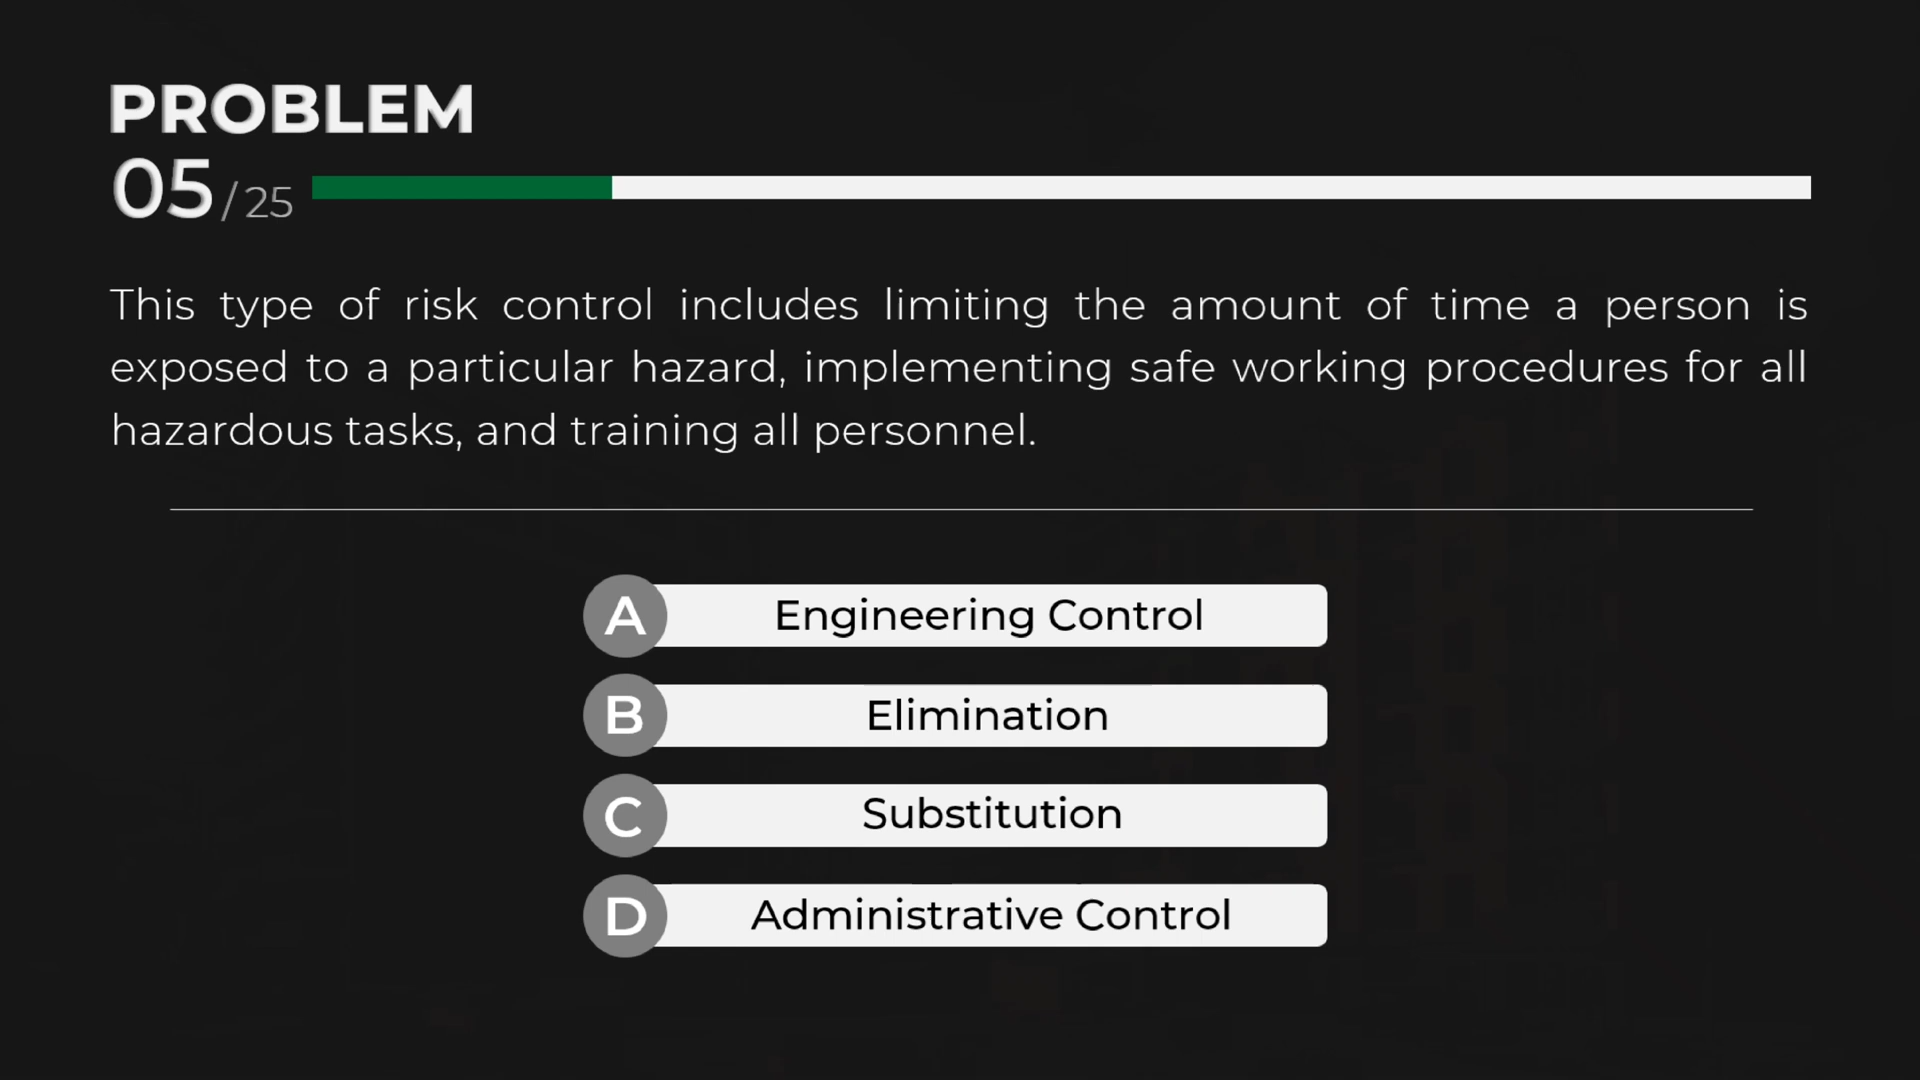 PROBLEM
05/25
This type of risk control includes limiting the amount of time a person is
exposed to a particular hazard, implementing safe working procedures for all
hazardous tasks, and training all personnel.
A Engineering Control
B Elimination
C Substitution
D Administrative Control